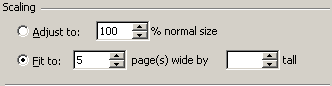 Scaling
Adjust to: 100 % normal size
Fit to: 5 page(s) wide by tall